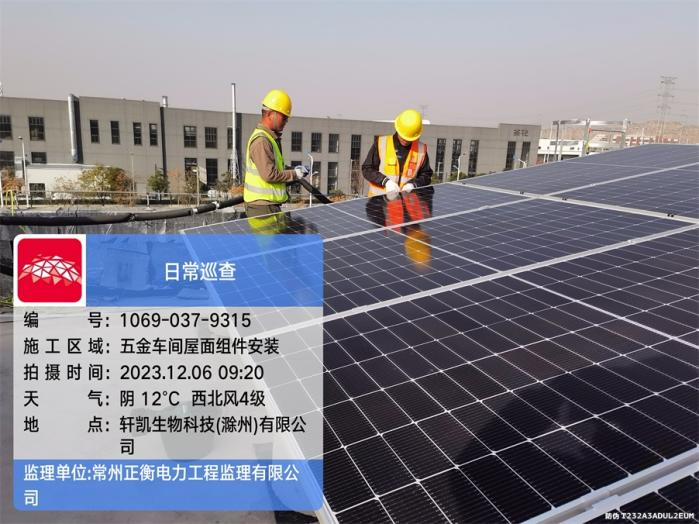 日常巡查
编 号: 1069-037-9315
施工区域: 五金车间屋面组件安装
拍摄时间: 2023.12.06 09:20
天 气: 阴 12°C 西北风4级
地 点: 轩凯生物科技(滁州)有限公
司
监理单位:常州正衡电力工程监理有限公
司
防伪 T232A3ADUL2EUM